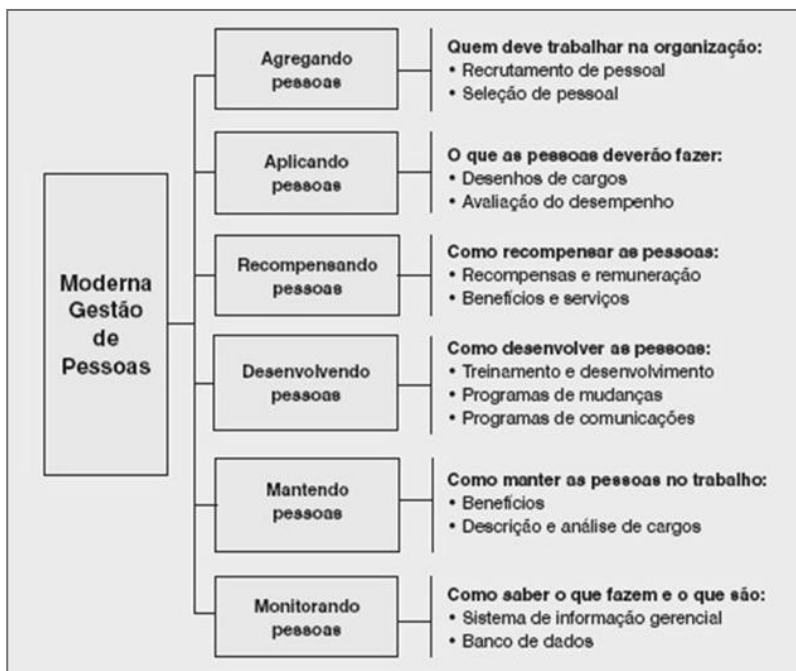 Moderna
Gestão
de
Pessoas
Agregando
pessoas
Quem deve trabalhar na organização:
• Recrutamento de pessoal
• Seleção de pessoal
Aplicando
pessoas
O que as pessoas deverão fazer:
• Desenhos de cargos
• Avaliação do desempenho
Recompensando
pessoas
Como recompensar as pessoas:
• Recompensas e remuneração
• Benefícios e serviços
Desenvolvendo
pessoas
Como desenvolver as pessoas:
• Treinamento e desenvolvimento
• Programas de mudanças
• Programas de comunicações
Mantendo
pessoas
Como manter as pessoas no trabalho:
• Benefícios
• Descrição e análise de cargos
Monitorando
pessoas
Como saber o que fazem e o que são:
• Sistema de informação gerencial
• Banco de dados